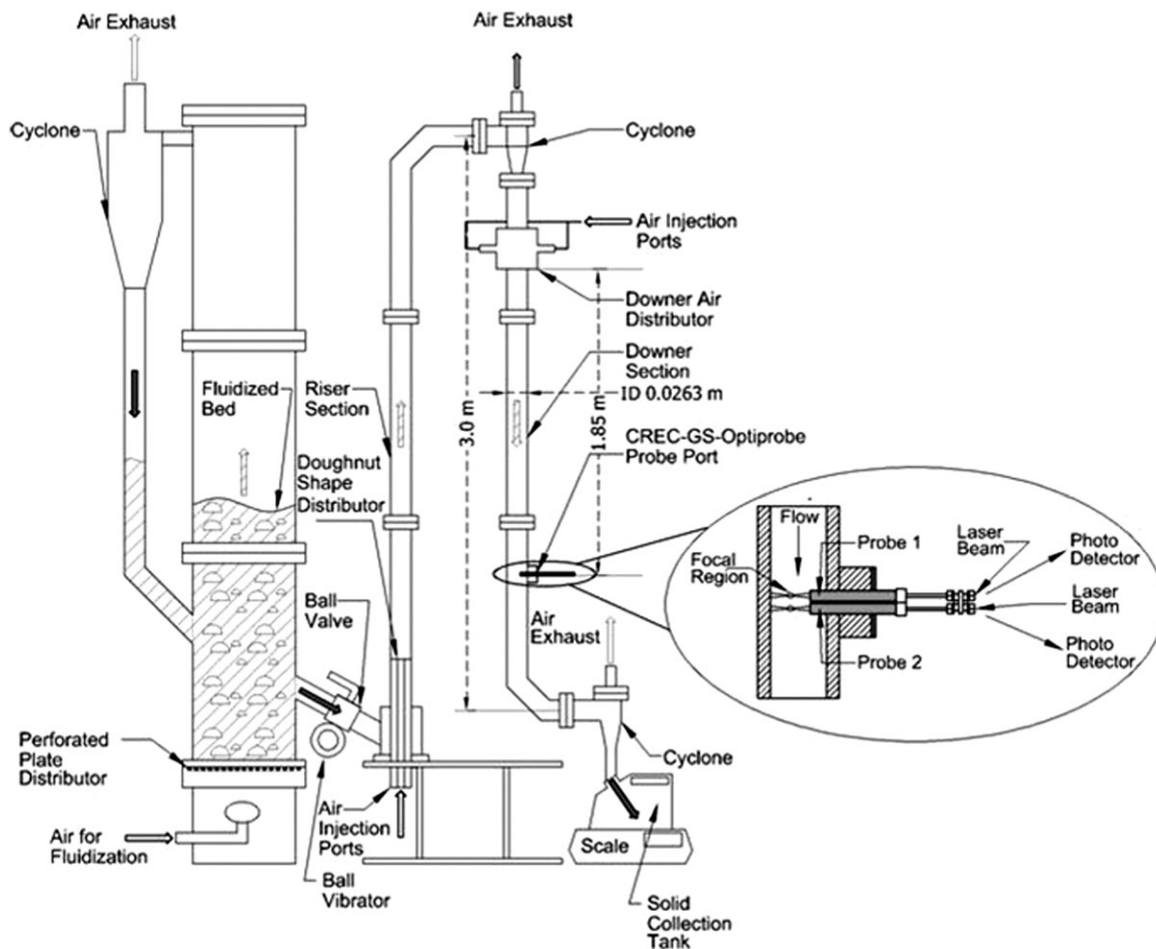 Air Exhaust
Air Exhaust
Cyclone
Cyclone
Air Injection
Ports
Downer Air
Distributor
Downer
Section
Fluidized
Bed
Riser
Section
ID 0.0263 m
3.0 m
1.85 m
CREC-GS-Optiprobe
Probe Port
Doughnut
Shape
Distributor
Flow
Probe 1
Laser
Beam
Photo
Detector
Focal
Region
Laser
Beam
Ball
Valve
Air
Exhaust
Probe 2
Photo
Detector
Perforated
Plate
Distributor
Cyclone
Air
Injection
Ports
Air for
Fluidization
Scale
Ball
Vibrator
Solid
Collection
Tank